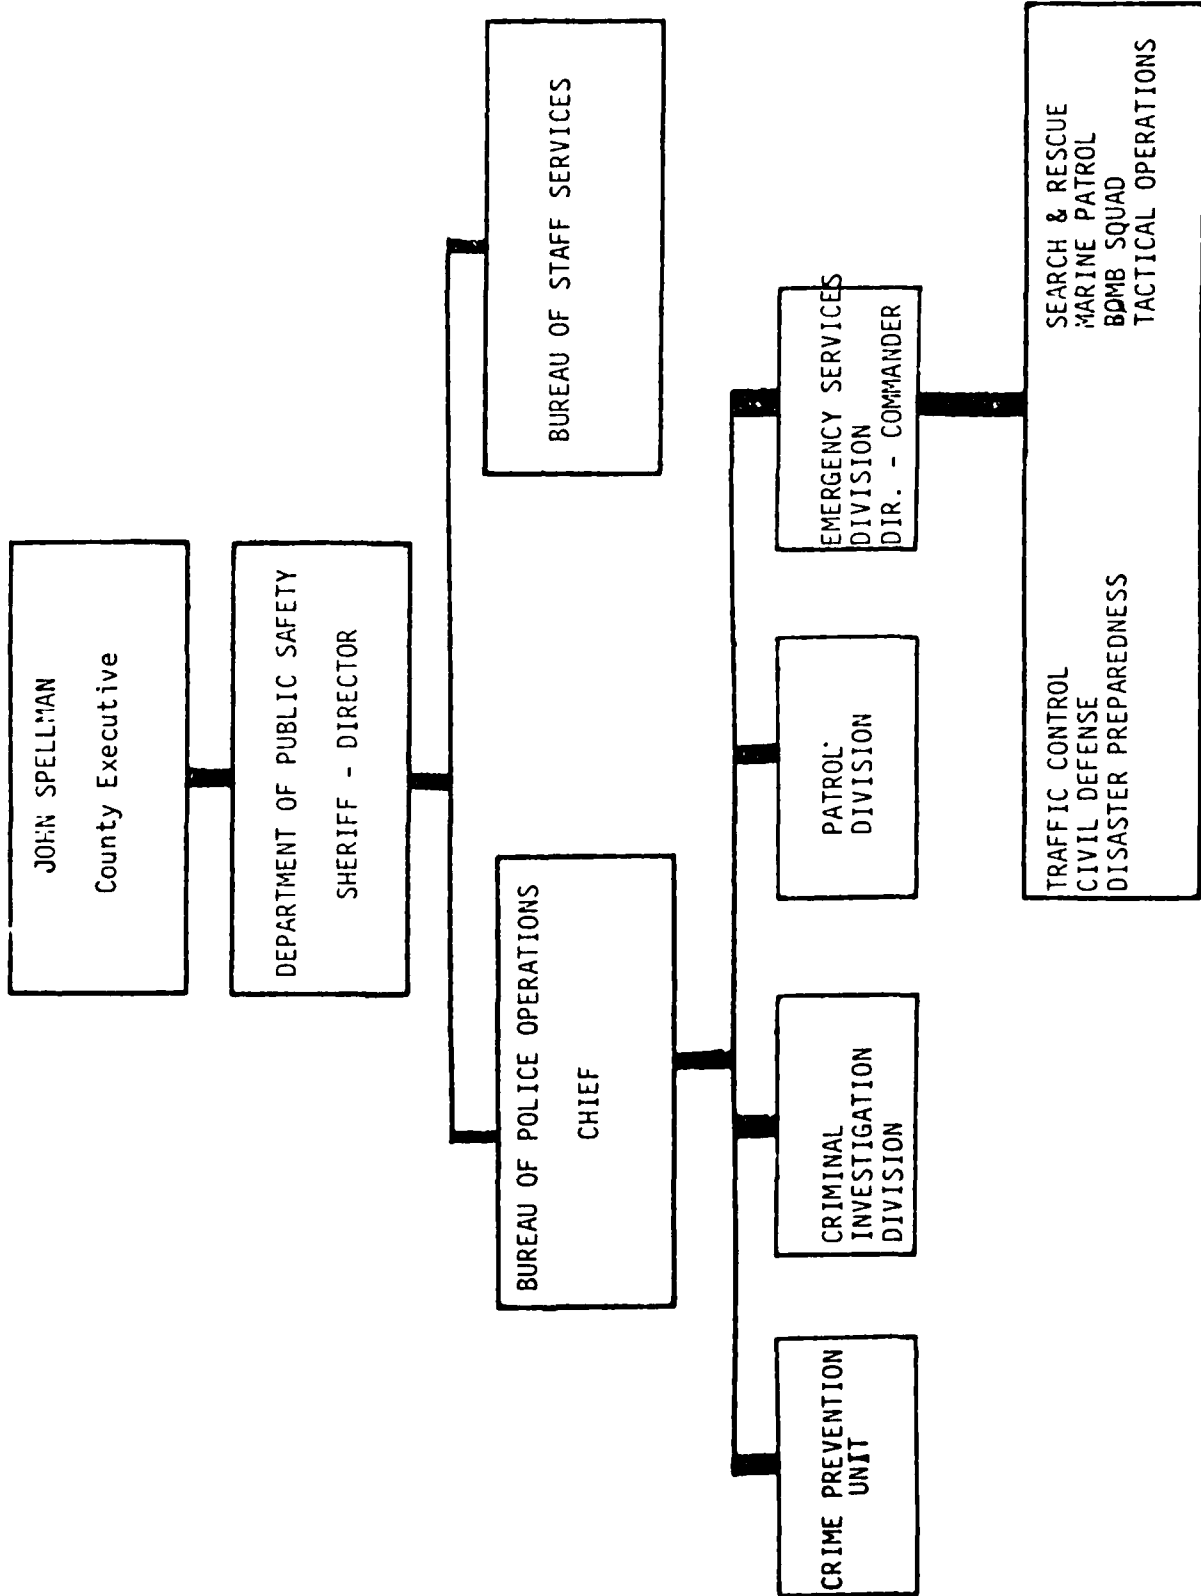 JOHN SPELLMAN
County Executive
DEPARTMENT OF PUBLIC SAFETY
SHERIFF - DIRECTOR
BUREAU OF POLICE OPERATIONS
CHIEF
BUREAU OF STAFF SERVICES
CRIME PREVENTION
UNIT
CRIMINAL
INVESTIGATION
DIVISION
PATROL
DIVISION
EMERGENCY SERVICES
DIVISION
DIR. - COMMANDER
TRAFFIC CONTROL
CIVIL DEFENSE
DISASTER PREPAREDNESS
SEARCH & RESCUE
MARINE PATROL
BOMB SQUAD
TACTICAL OPERATIONS